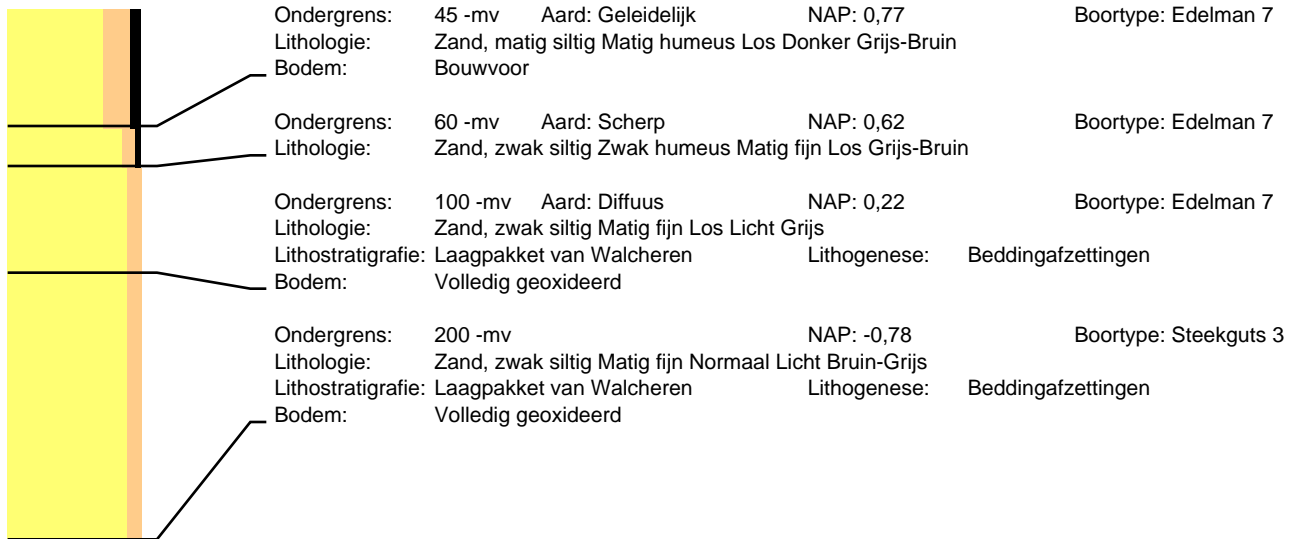 Ondergrens: 45 -mv Aard: Geleidelijk NAP: 0,77 Boortype: Edelman 7
Lithologie: Zand, matig siltig Matig humeus Los Donker Grijs-Bruin
Bodem: Bouwvoor
Ondergrens: 60 -mv Aard: Scherp NAP: 0,62 Boortype: Edelman 7
Lithologie: Zand, zwak siltig Zwak humeus Matig fijn Los Grijs-Bruin
Ondergrens: 100 -mv Aard: Diffuus NAP: 0,22 Boortype: Edelman 7
Lithologie: Zand, zwak siltig Matig fijn Los Licht Grijs
Lithostratigrafie: Laagpakket van Walcheren Lithogenese: Beddingafzettingen
Bodem: Volledig geoxideerd
Ondergrens: 200 -mv NAP: -0,78 Boortype: Steekguts 3
Lithologie: Zand, zwak siltig Matig fijn Normaal Licht Bruin-Grijs
Lithostratigrafie: Laagpakket van Walcheren Lithogenese: Beddingafzettingen
Bodem: Volledig geoxideerd